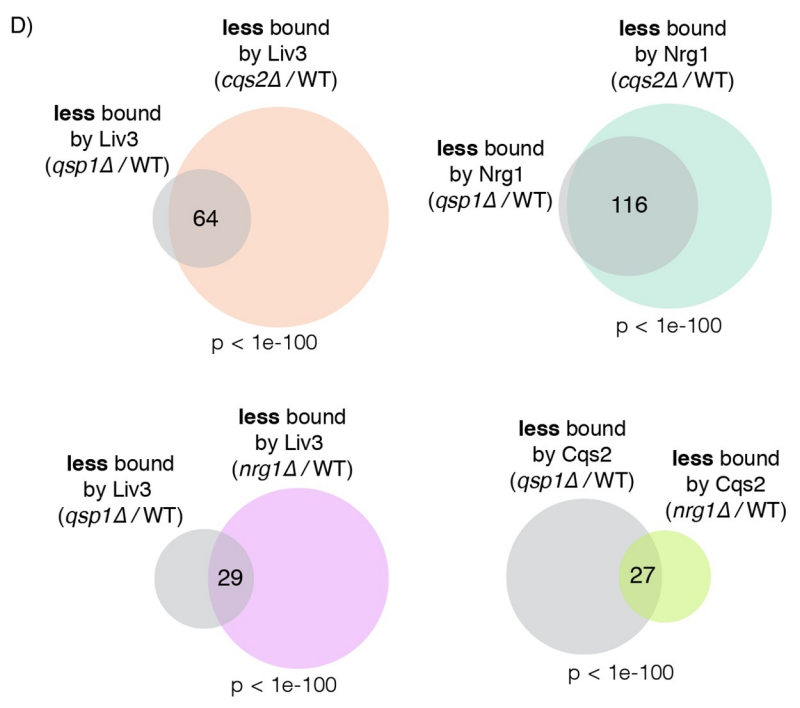 D)
less bound
by Liv3
(cqs2Δ/WT)
less bound
by Liv3
(qsp1Δ/WT)
64
p < 1e-100
less bound
by Nrg1
(cqs2Δ/WT)
less bound
by Nrg1
(qsp1Δ/WT)
116
p < 1e-100
less bound
by Liv3
(nrg1Δ/WT)
less bound
by Liv3
(qsp1Δ/WT)
29
p < 1e-100
less bound
by Cqs2
(qsp1Δ/WT)
less bound
by Cqs2
(nrg1Δ/WT)
27
p < 1e-100